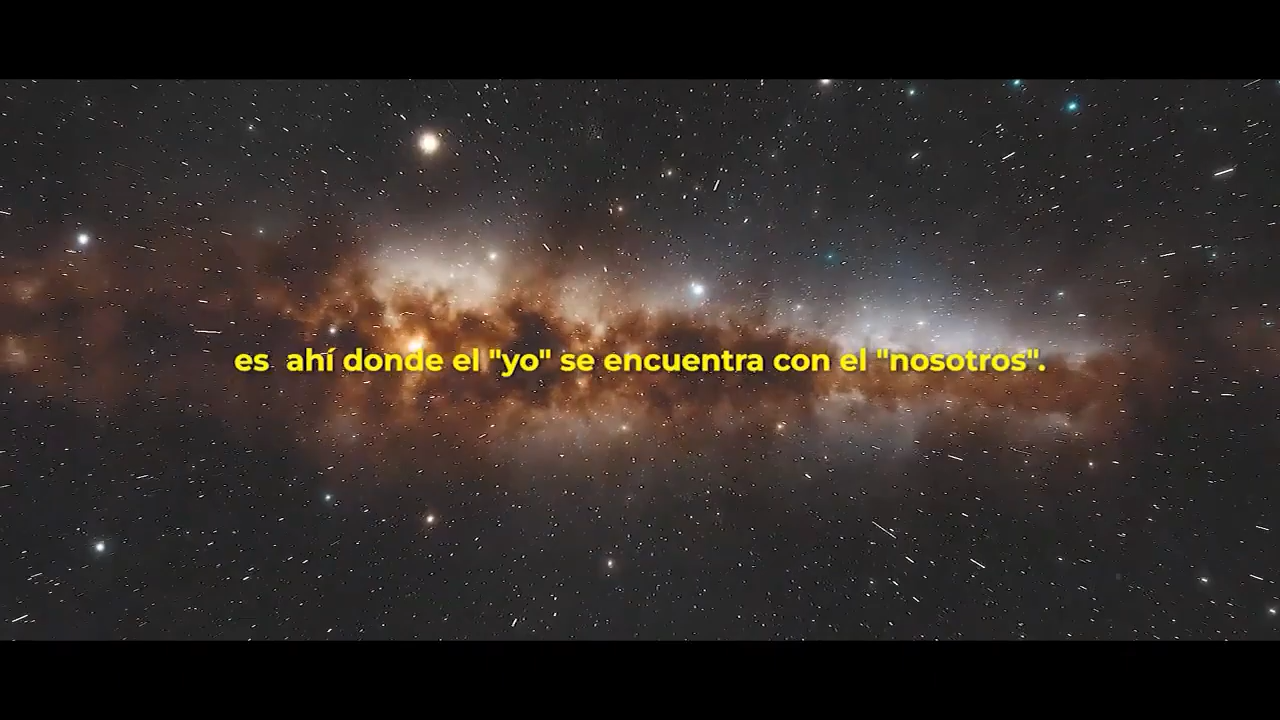 es  ahí donde el "yo" se encuentra con el "nosotros".